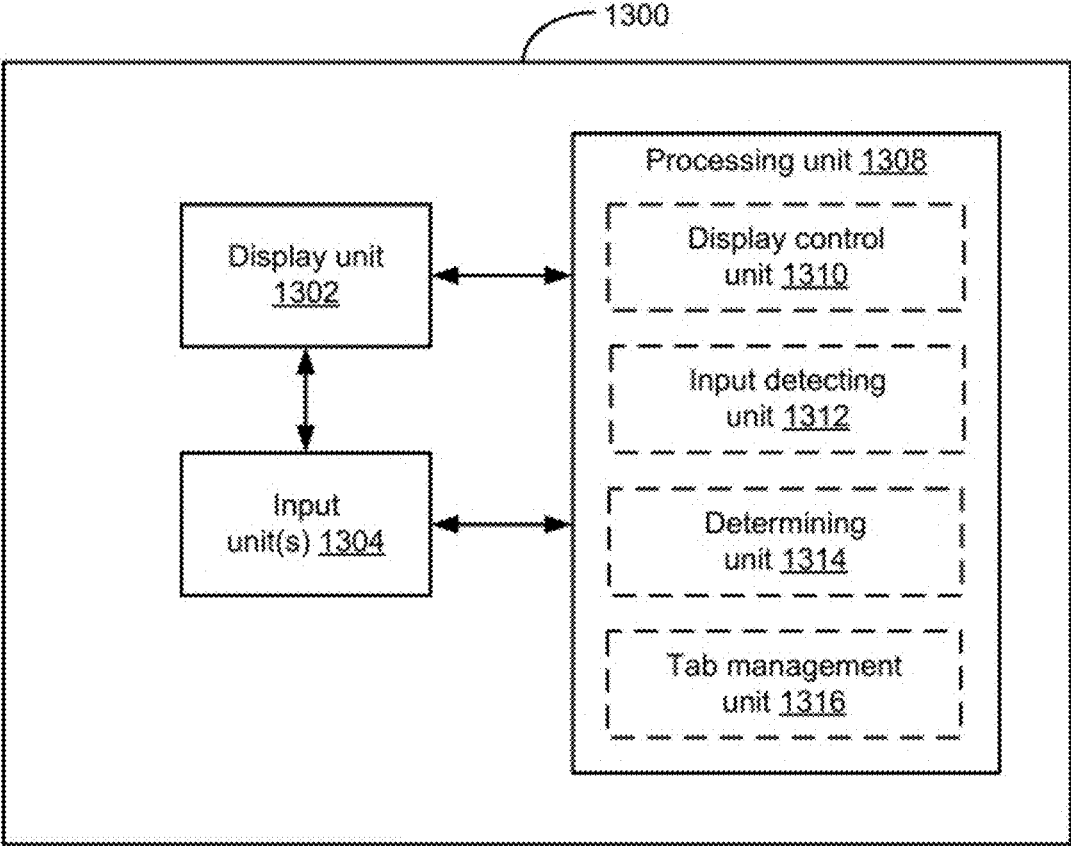 1300
Processing unit 1308
Display control
unit 1310
Display unit
1302
Input detecting
unit 1312
Input
unit(s) 1304
Determining
unit 1314
Tab management
unit 1316